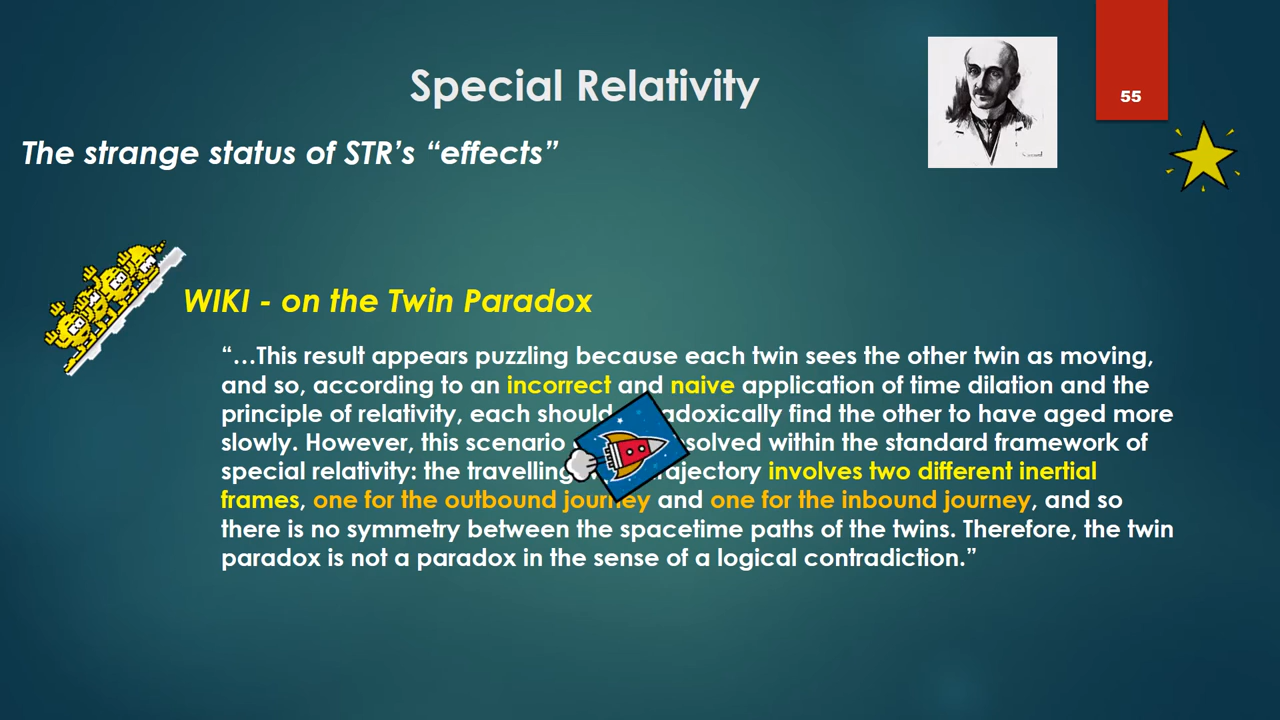 Special Relativity
55
The strange status of STR’s “effects”
WIKI - on the Twin Paradox
“…This result appears puzzling because each twin sees the other twin as moving,
and so, according to an incorrect and naive application of time dilation and the
principle of relativity, each should adoxically find the other to have aged more
slowly. However, this scenario solved within the standard framework of
special relativity: the travelling rajectory involves two different inertial
frames, one for the outbound journey and one for the inbound journey, and so
there is no symmetry between the spacetime paths of the twins. Therefore, the twin
paradox is not a paradox in the sense of a logical contradiction.”